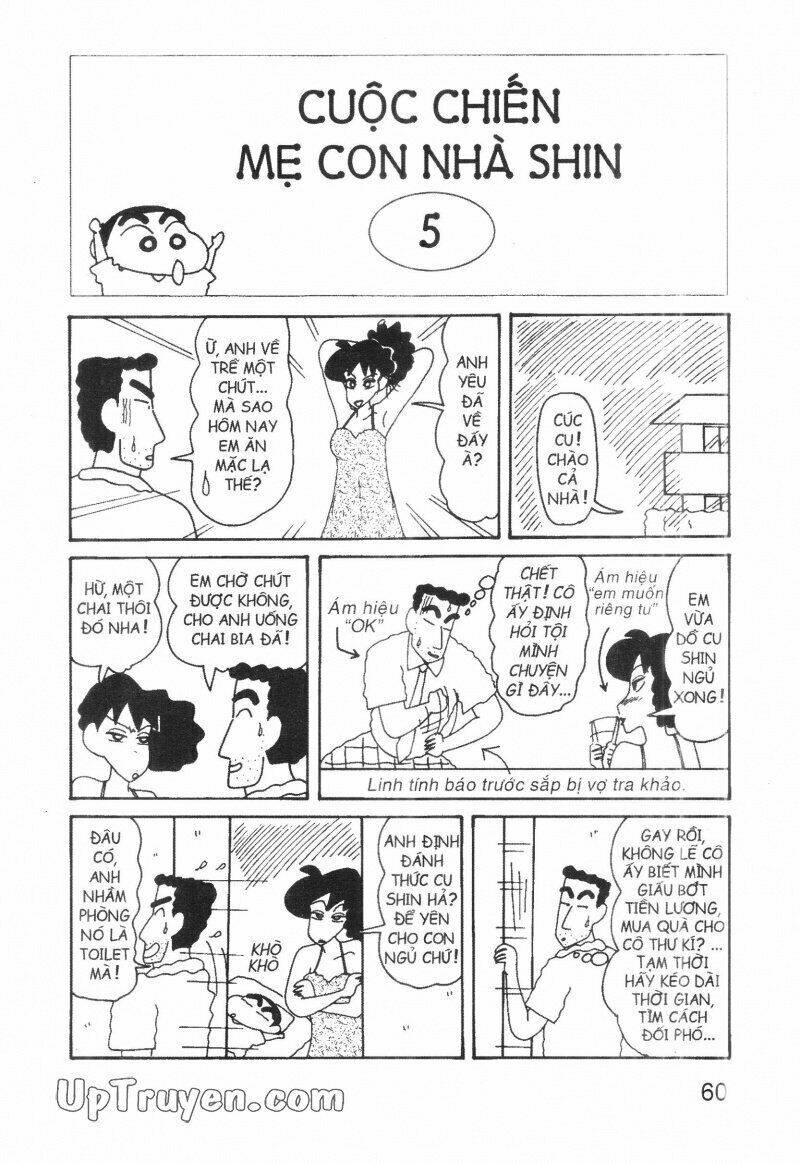 CUỘC CHIẾN
MẸ CON NHÀ SHIN
5
CÚC
CU!
CHÀO
CẢ
NHÀ!
ANH
YÊU
ĐÃ
VỀ
ĐẤY
À?
Ữ, ANH VỀ
TRỄ MỘT
CHÚT...
MÀ SAO
HÔM NAY
EM ĂN
MẶC LẠ
THẾ?
EM
VỪA
DỖ CU
SHIN
NGỦ
XONG!
Ám hiệu
“em muốn
riêng tư”
CHẾT
THẬT! CÔ
ẤY ĐỊNH
HỎI TỘI
MÌNH
CHUYỆN
GÌ ĐÂY...
Ám hiệu
“OK”
Linh tính báo trước sắp bị vợ tra khảo.
EM CHỜ CHÚT
ĐƯỢC KHÔNG,
CHO ANH UỐNG
CHAI BIA ĐÃ!
HỪ, MỘT
CHAI THÔI
ĐÓ NHA!
GAY RỒI,
KHÔNG LẼ CÔ
ẤY BIẾT MÌNH
GIẤU BỚT
TIỀN LƯƠNG,
MUA QUÀ CHO
CÔ THƯ KÍ? ...
TẠM THỜI
HÃY KÉO DÀI
THỜI GIAN,
TÌM CÁCH
ĐỐI PHÓ...
ANH ĐỊNH
ĐÁNH
THỨC CU
SHIN HẢ?
ĐỂ YÊN
CHO CON
NGỦ CHỨ!
KHÒ
KHÒ
ĐÂU
CÓ,
ANH
NHẦM
PHÒNG
NÓ LÀ
TOILET
MÀ!
UpTruyen.com
60